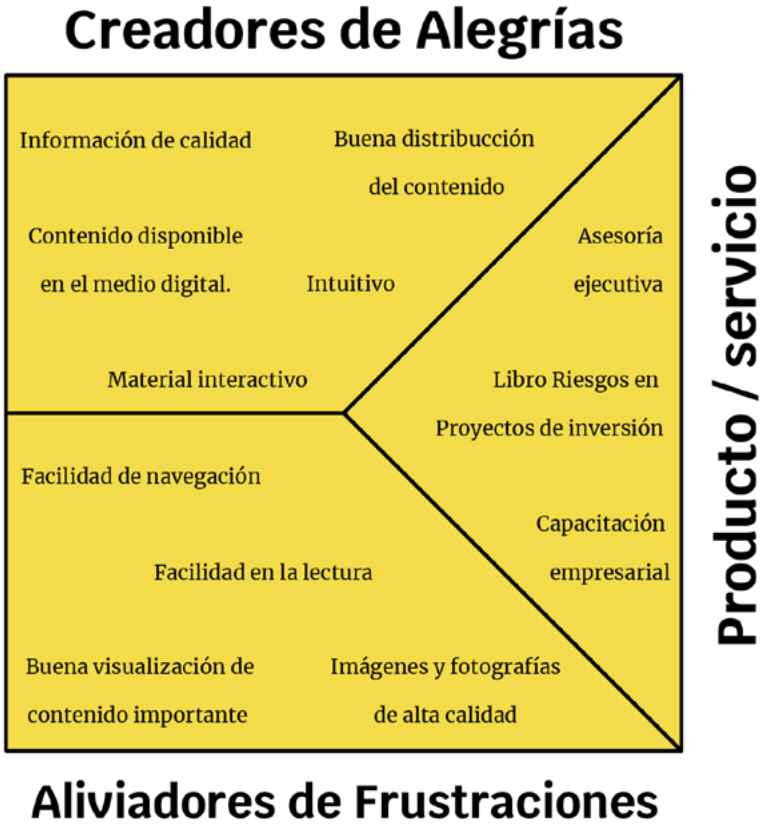 Creadores de Alegrías
Información de calidad
Buena distribucción
del contenido
Contenido disponible
en el medio digital.
Intuitivo
Material interactivo
Asesoría
ejecutiva
Libro Riesgos en
Proyectos de inversión
Capacitación
empresarial
Producto / servicio
Facilidad de navegación
Facilidad en la lectura
Buena visualización de
contenido importante
Imágenes y fotografías
de alta calidad
Aliviadores de Frustraciones